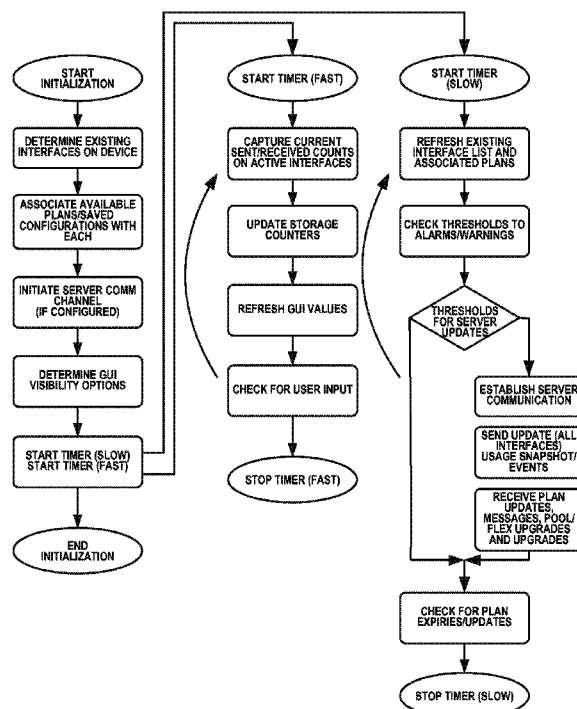 START
INITIALIZATION
DETERMINE EXISTING
INTERFACES ON DEVICE
ASSOCIATE AVAILABLE
PLANS/SAVED
CONFIGURATIONS WITH
EACH
INITIATE SERVER COMM
CHANNEL
(IF CONFIGURED)
DETERMINE GUI
VISIBILITY OPTIONS
START TIMER (SLOW)
START TIMER (FAST)
END
INITIALIZATION
START TIMER (FAST)
CAPTURE CURRENT
SENT/RECEIVED COUNTS
ON ACTIVE INTERFACES
UPDATE STORAGE
COUNTERS
REFRESH GUI VALUES
CHECK FOR USER INPUT
STOP TIMER (FAST)
START TIMER
(SLOW)
REFRESH EXISTING
INTERFACE LIST AND
ASSOCIATED PLANS
CHECK THRESHOLDS TO
ALARMS/WARNINGS
THRESHOLDS
FOR SERVER
UPDATES
ESTABLISH SERVER
COMMUNICATION
SEND UPDATE (ALL
INTERFACES)
USAGE SNAPSHOT/
EVENTS
RECEIVE PLAN
UPDATES,
MESSAGES, POOL/
FLEX UPGRADES
AND UPGRADES
CHECK FOR PLAN
EXPIRIES/UPDATES
STOP TIMER (SLOW)